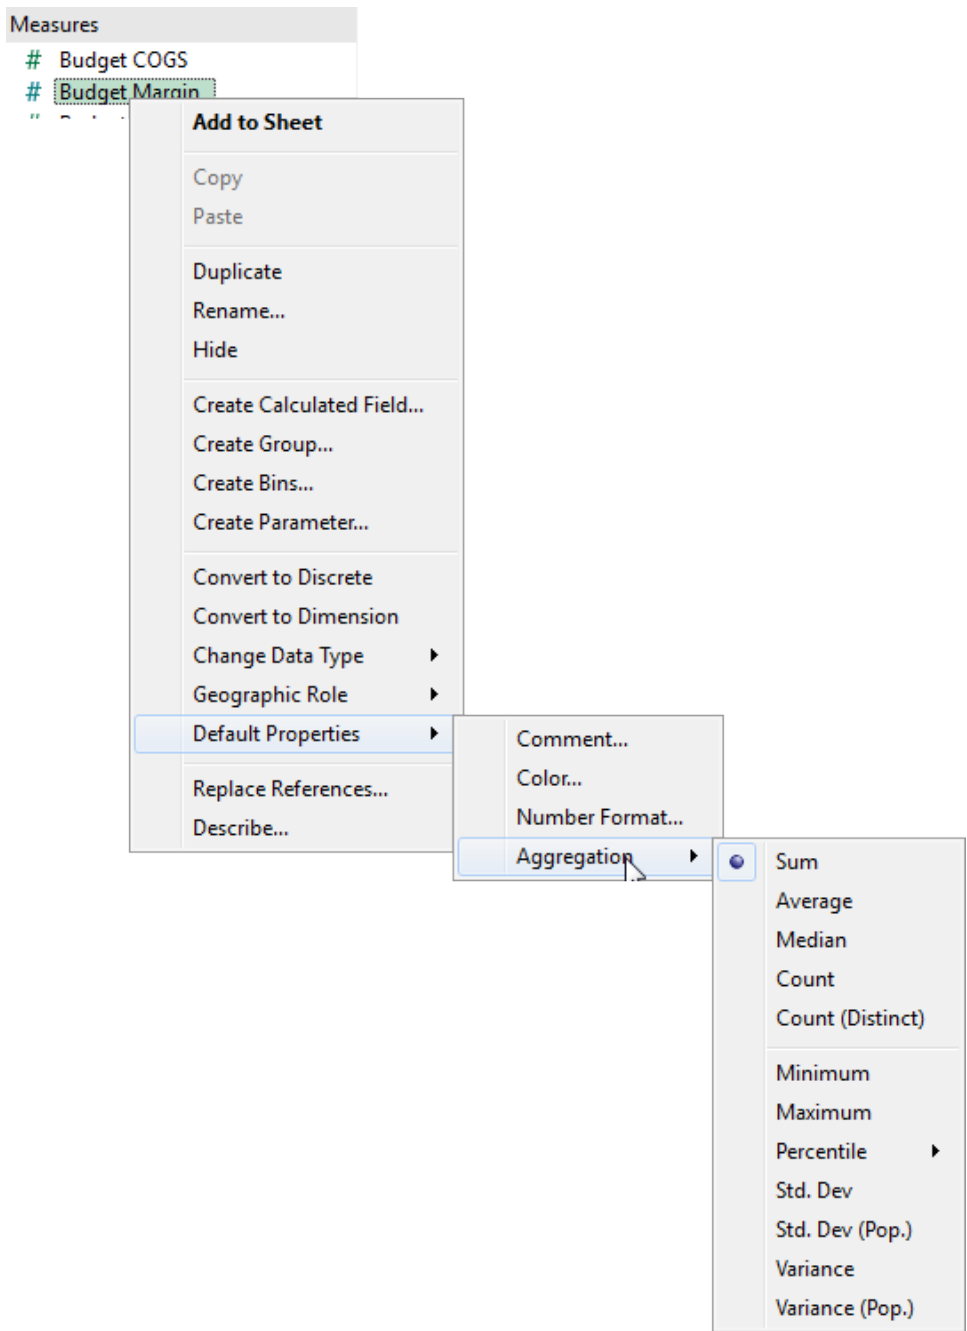 Measures
# Budget COGS
# Budget Margin
Add to Sheet
Copy
Paste
Duplicate
Rename...
Hide
Create Calculated Field...
Create Group...
Create Bins...
Create Parameter...
Convert to Discrete
Convert to Dimension
Change Data Type
Geographic Role
Default Properties
Replace References...
Describe...
Comment...
Color...
Number Format...
Aggregation
Sum
Average
Median
Count
Count (Distinct)
Minimum
Maximum
Percentile
Std. Dev
Std. Dev (Pop.)
Variance
Variance (Pop.)